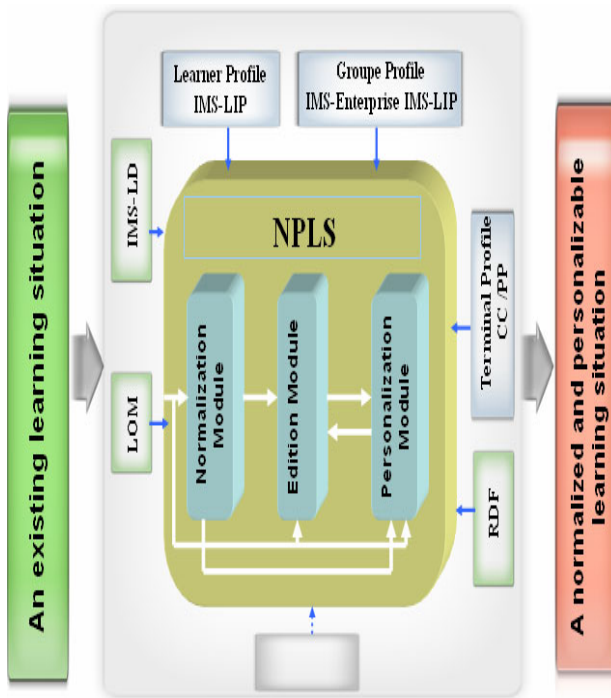 Learner Profile
IMS-LIP
Groupe Profile
IMS-Enterprise IMS-LIP
An existing learning situation
IMS-LD
LOM
NPLS
Normalization
Module
Edition Module
Personalization
Module
Terminal Profile
CC /PP
RDF
A normalized and personalizable
learning situation